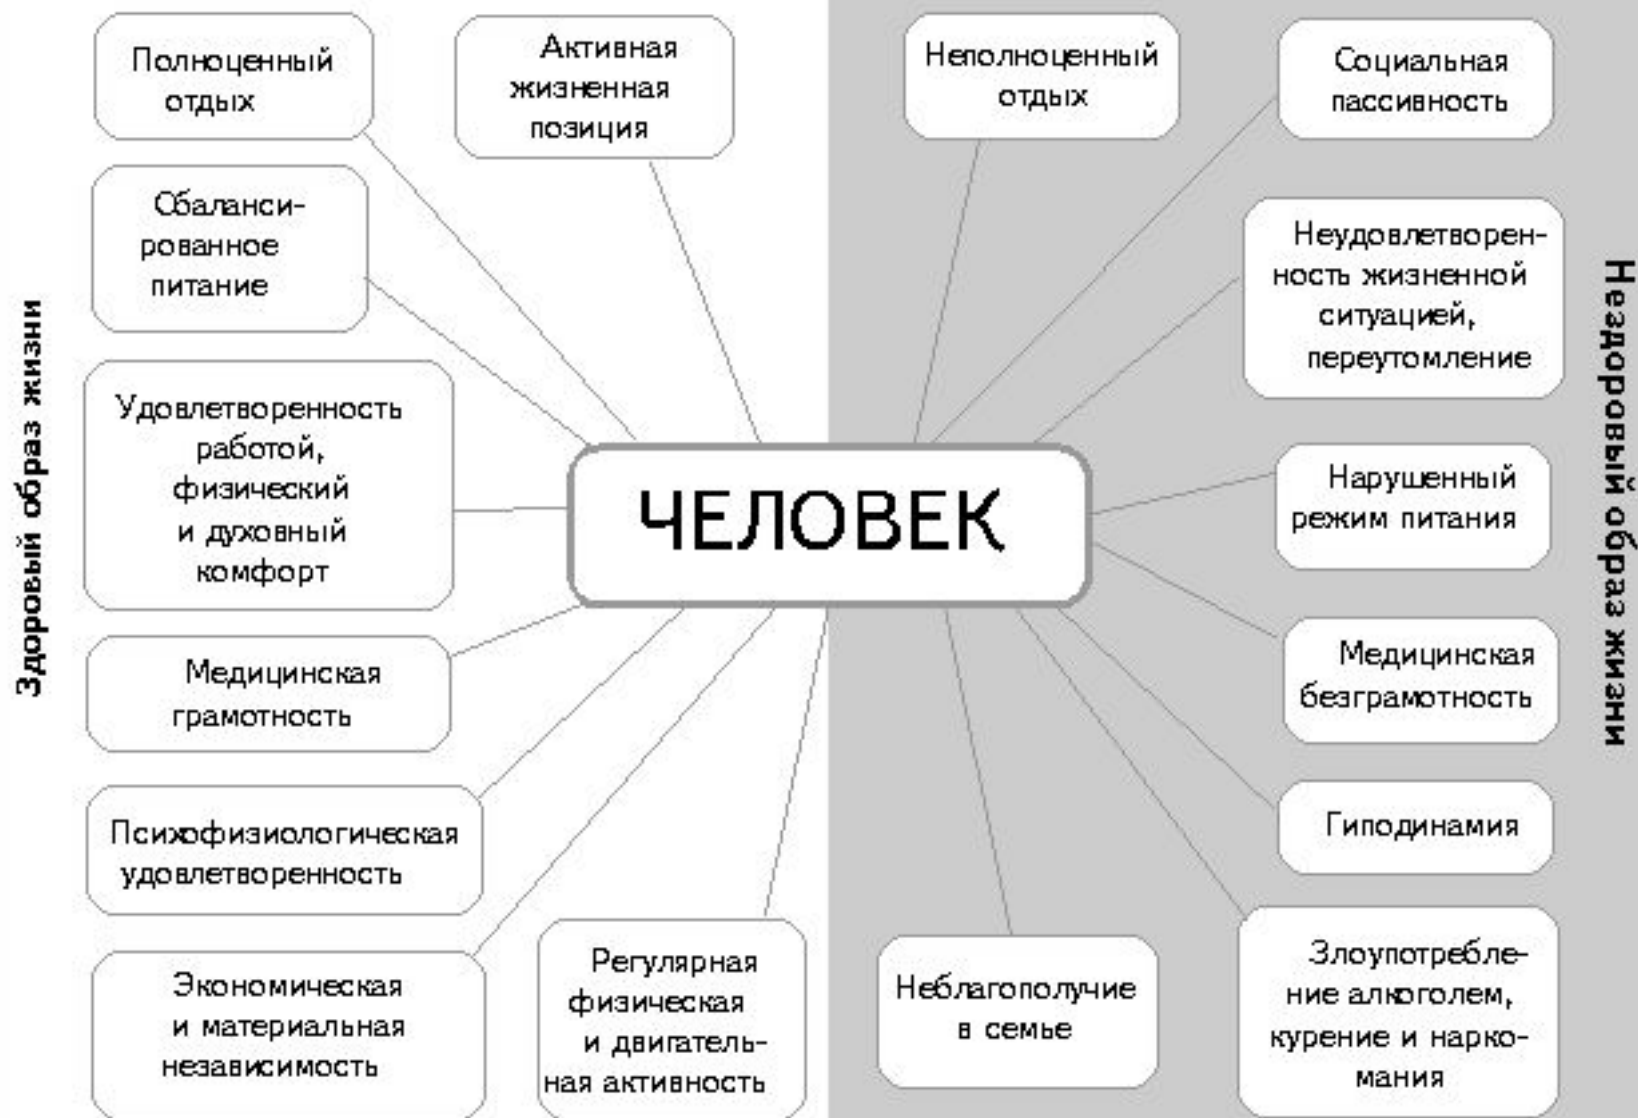 Здоровый образ жизни
Полноценный
отдых
Активная
жизненная
позиция
Сбаланси-
рованное
питание
Удовлетворенность
работой,
физический
и духовный
комфорт
Медицинская
грамотность
Психофизиологическая
удовлетворенность
Экономическая
и материальная
независимость
Регулярная
физическая
и двигатель-
ная активность
ЧЕЛОВЕК
Неполноценный
отдых
Социальная
пассивность
Неудовлетворен-
ность жизненной
ситуацией,
переутомление
Нарушенный
режим питания
Медицинская
безграмотность
Гиподинамия
Злоупотребле-
ние алкоголем,
курение и нарко-
мания
Неблагополучие
в семье
Нездоровый образ жизни